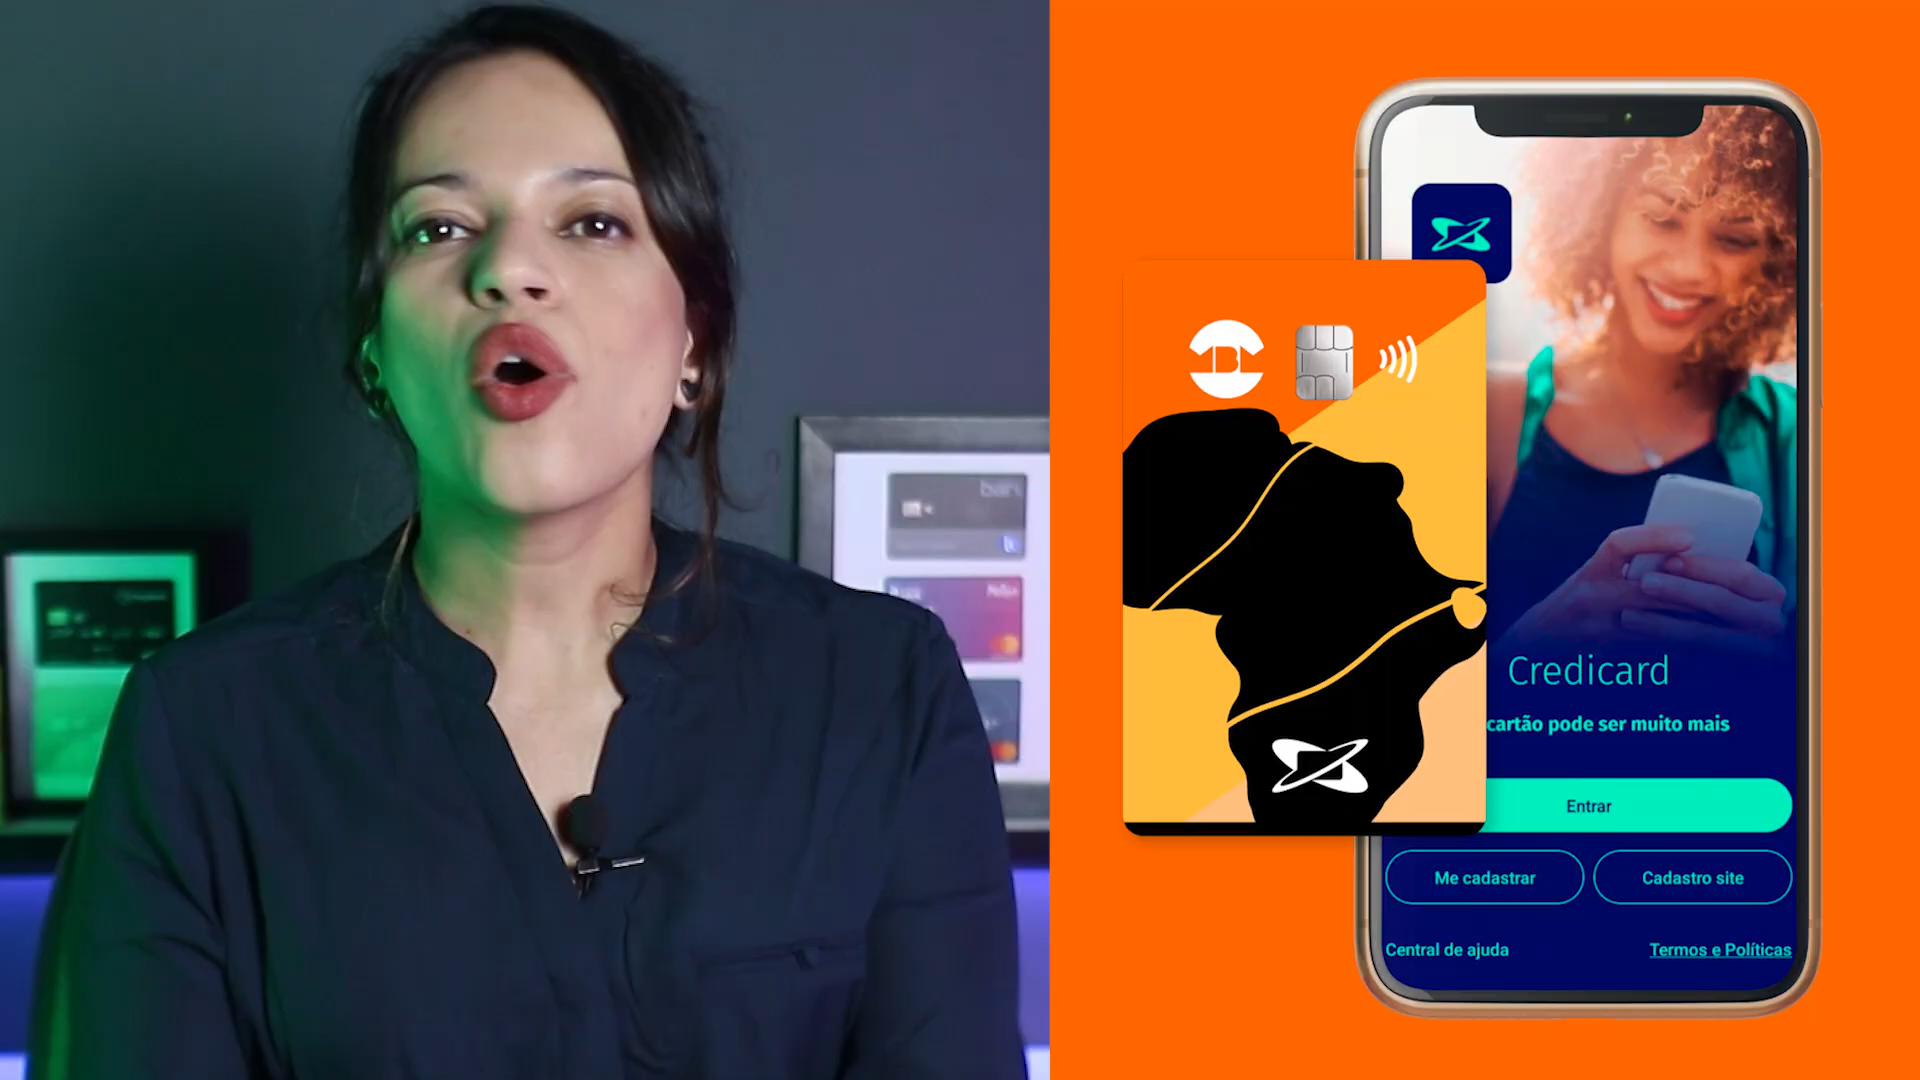 Credicard
cartão pode ser muito mais
Entrar
Me cadastrar
Cadastro site
Central de ajuda
Termos e Políticas